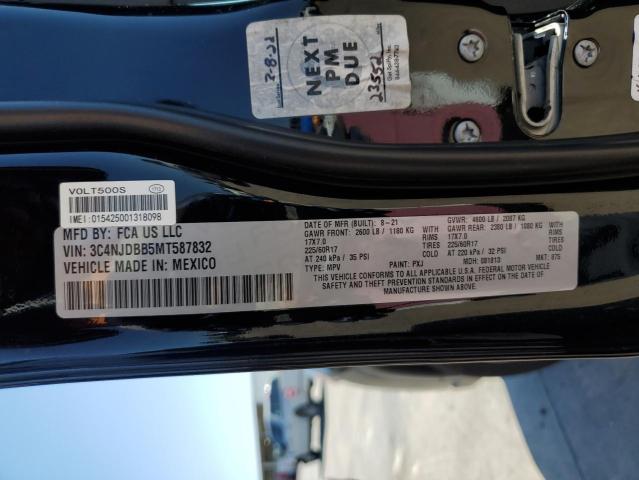 2-8-22
NEXT
PM
DUE
23552
VOLT500S
IMEI: 015425001318098
MFD BY: FCA US LLC
VIN: 3C4NJDBB5MT587832
VEHICLE MADE IN: MEXICO
DATE OF MFR (BUILT): 8-21
GVWR: 4600 LB / 2087 KG
GAWR FRONT: 2600 LB / 1180 KG WITH
GAWR REAR: 2380 LB / 1080 KG WITH
17X7.0 RIMS
17X7.0 RIMS
225/60R17 TIRES
225/60R17 TIRES
AT 240 kPa / 35 PSI COLD
AT 220 kPa / 32 PSI COLD
THIS VEHICLE CONFORMS TO ALL APPLICABLE U.S.A. FEDERAL MOTOR VEHICLE
SAFETY AND THEFT PREVENTION STANDARDS IN EFFECT ON THE DATE OF
MANUFACTURE SHOWN ABOVE.
TYPE: MPV PAINT: PXJ MDH: 081813 MKT: 875